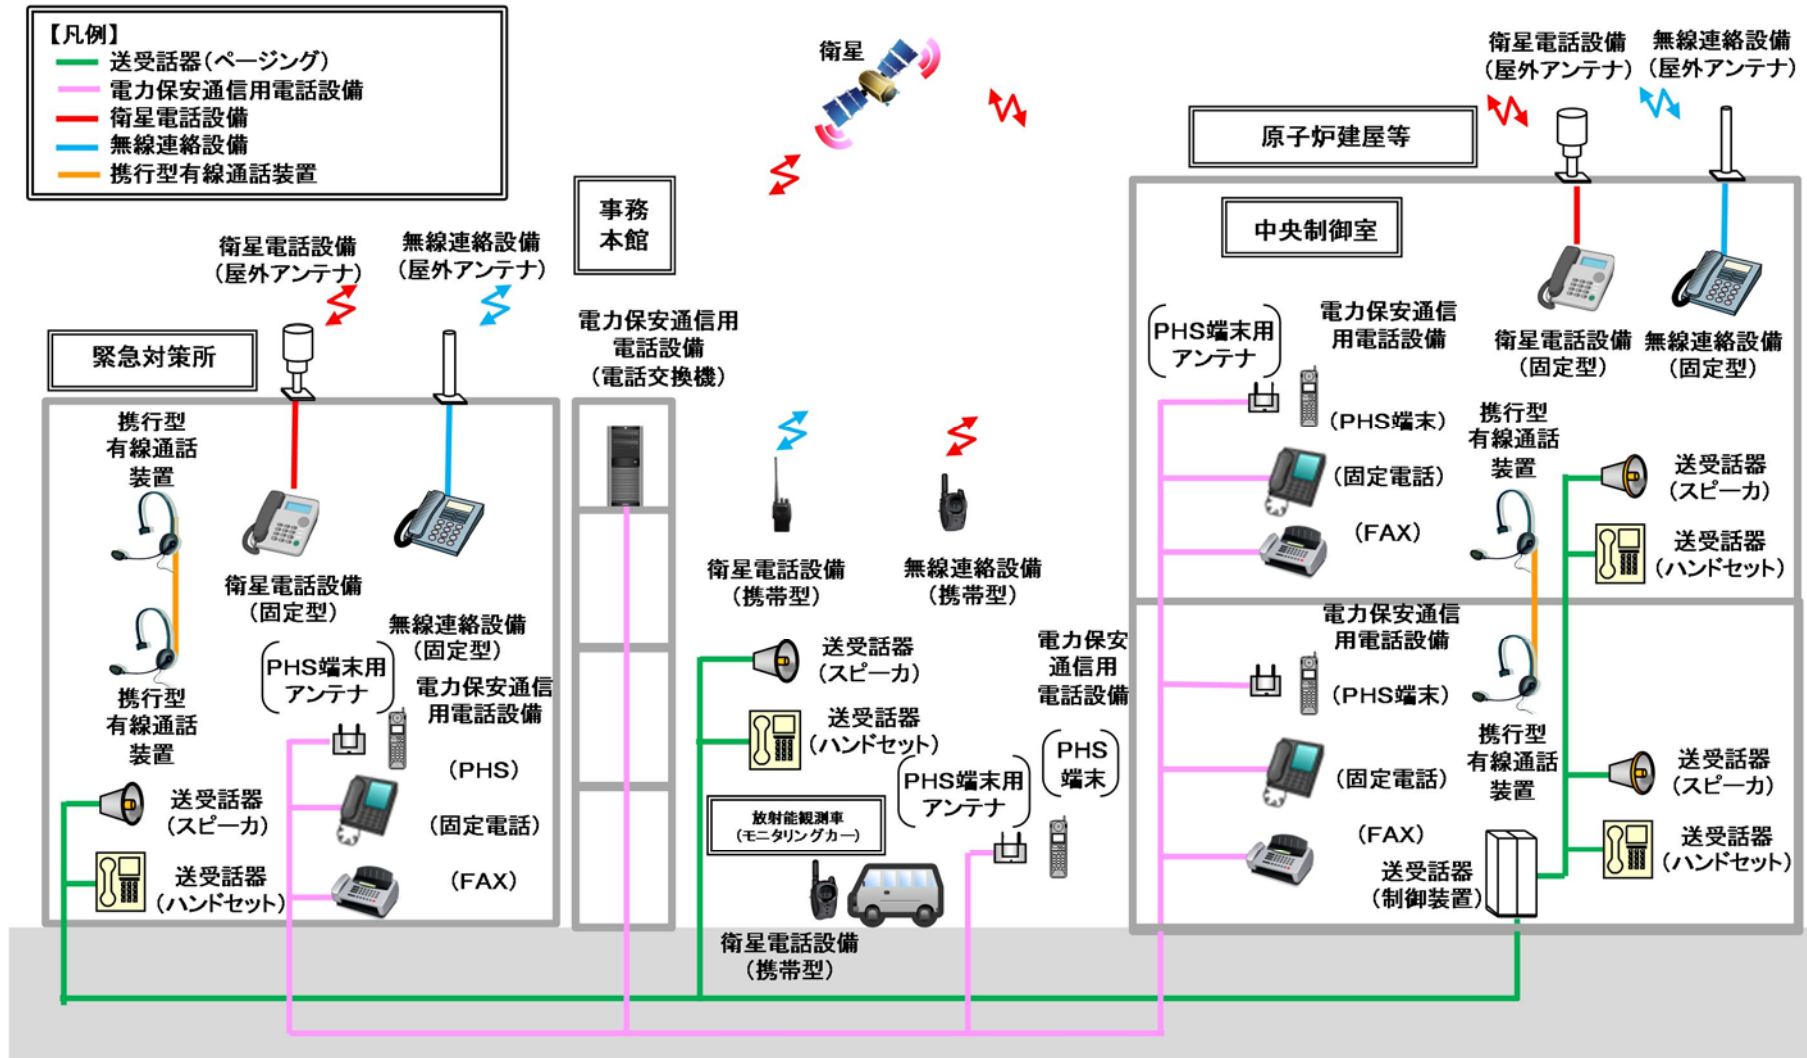 【凡例】
送受話器(ページング)
電力保安通信用電話設備
衛星電話設備
無線連絡設備
携行型有線通話装置
衛星
衛星電話設備
(屋外アンテナ)
無線連絡設備
(屋外アンテナ)
原子炉建屋等
中央制御室
事務
本館
衛星電話設備
(屋外アンテナ)
無線連絡設備
(屋外アンテナ)
緊急対策所
電力保安通信用
電話設備
(電話交換機)
携行型
有線通話
装置
衛星電話設備
(固定型)
無線連絡設備
(固定型)
携行型
有線通話
装置
PHS端末用
アンテナ
電力保安通信
用電話設備
(PHS)
(固定電話)
(FAX)
送受話器
(スピーカ)
送受話器
(ハンドセット)
衛星電話設備
(携帯型)
無線連絡設備
(携帯型)
送受話器
(スピーカ)
送受話器
(ハンドセット)
電力保安
通信用
電話設備
PHS端末用
アンテナ
PHS
端末
放射能観測車
(モニタリングカー)
衛星電話設備
(携帯型)
PHS端末用
アンテナ
電力保安通信
用電話設備
(PHS端末)
(固定電話)
(FAX)
衛星電話設備
(固定型)
無線連絡設備
(固定型)
携行型
有線通話
装置
送受話器
(スピーカ)
送受話器
(ハンドセット)
電力保安通信
用電話設備
(PHS端末)
(固定電話)
(FAX)
携行型
有線通話
装置
送受話器
(スピーカ)
送受話器
(ハンドセット)
送受話器
(制御装置)